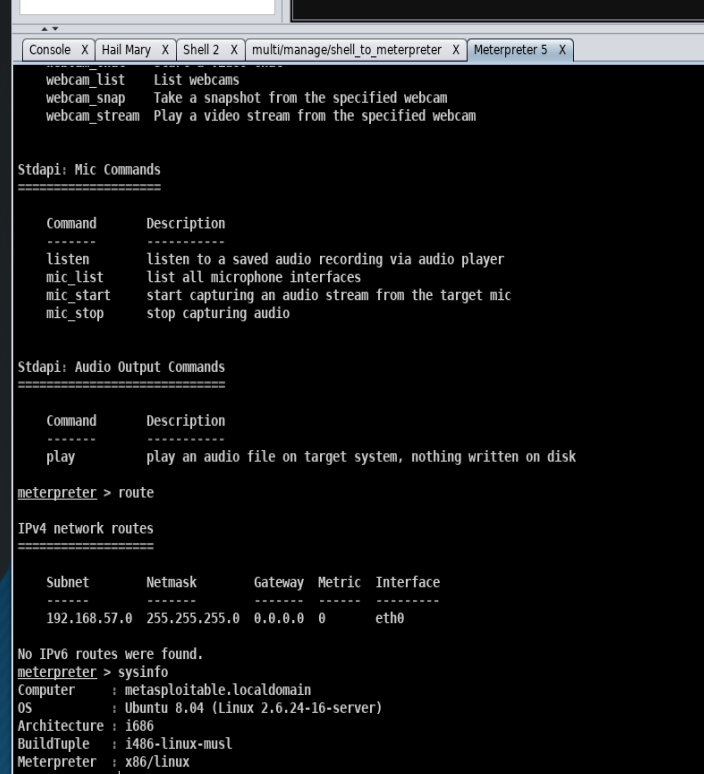 Console X Hail Mary X Shell 2 X multi/manage/shell_to_meterpreter X Meterpreter 5 X
webcam_list List webcams
webcam_snap Take a snapshot from the specified webcam
webcam_stream Play a video stream from the specified webcam
Stdapi: Mic Commands
====================
Command Description
------- -----------
listen listen to a saved audio recording via audio player
mic_list list all microphone interfaces
mic_start start capturing an audio stream from the target mic
mic_stop stop capturing audio
Stdapi: Audio Output Commands
=============================
Command Description
------- -----------
play play an audio file on target system, nothing written on disk
meterpreter > route
IPv4 network routes
===================
Subnet Netmask Gateway Metric Interface
------ ------- ------- ------ ---------
192.168.57.0 255.255.255.0 0.0.0.0 0 eth0
No IPv6 routes were found.
meterpreter > sysinfo
Computer : metasploitable.localdomain
OS : Ubuntu 8.04 (Linux 2.6.24-16-server)
Architecture : i686
BuildTuple : i486-linux-musl
Meterpreter : x86/linux